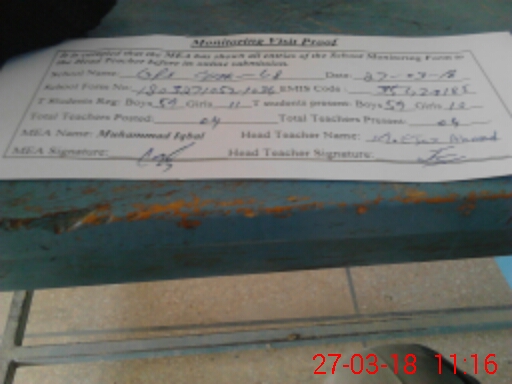 Monitoring Visit Proof
It is certified that the MEA has shown all entries of the School Monitoring Form to
the Head Teacher before its online submission.
School Name: GPS Date: 27-03-18
School Form No: EMIS Code:
T Students Reg: Boys 59 Girls 11 T students present: Boys 59 Girls 10
Total Teachers Posted: 04 Total Teachers Present: 04
MEA Name: Muhammad Iqbal Head Teacher Name:
MEA Signature: Head Teacher Signature:
27-03-18 11:16